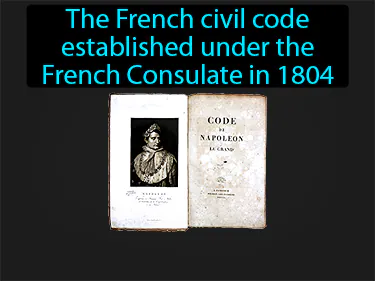 The French civil code
established under the
French Consulate in 1804
CODE
DE
NAPOLEON
LE GRAND